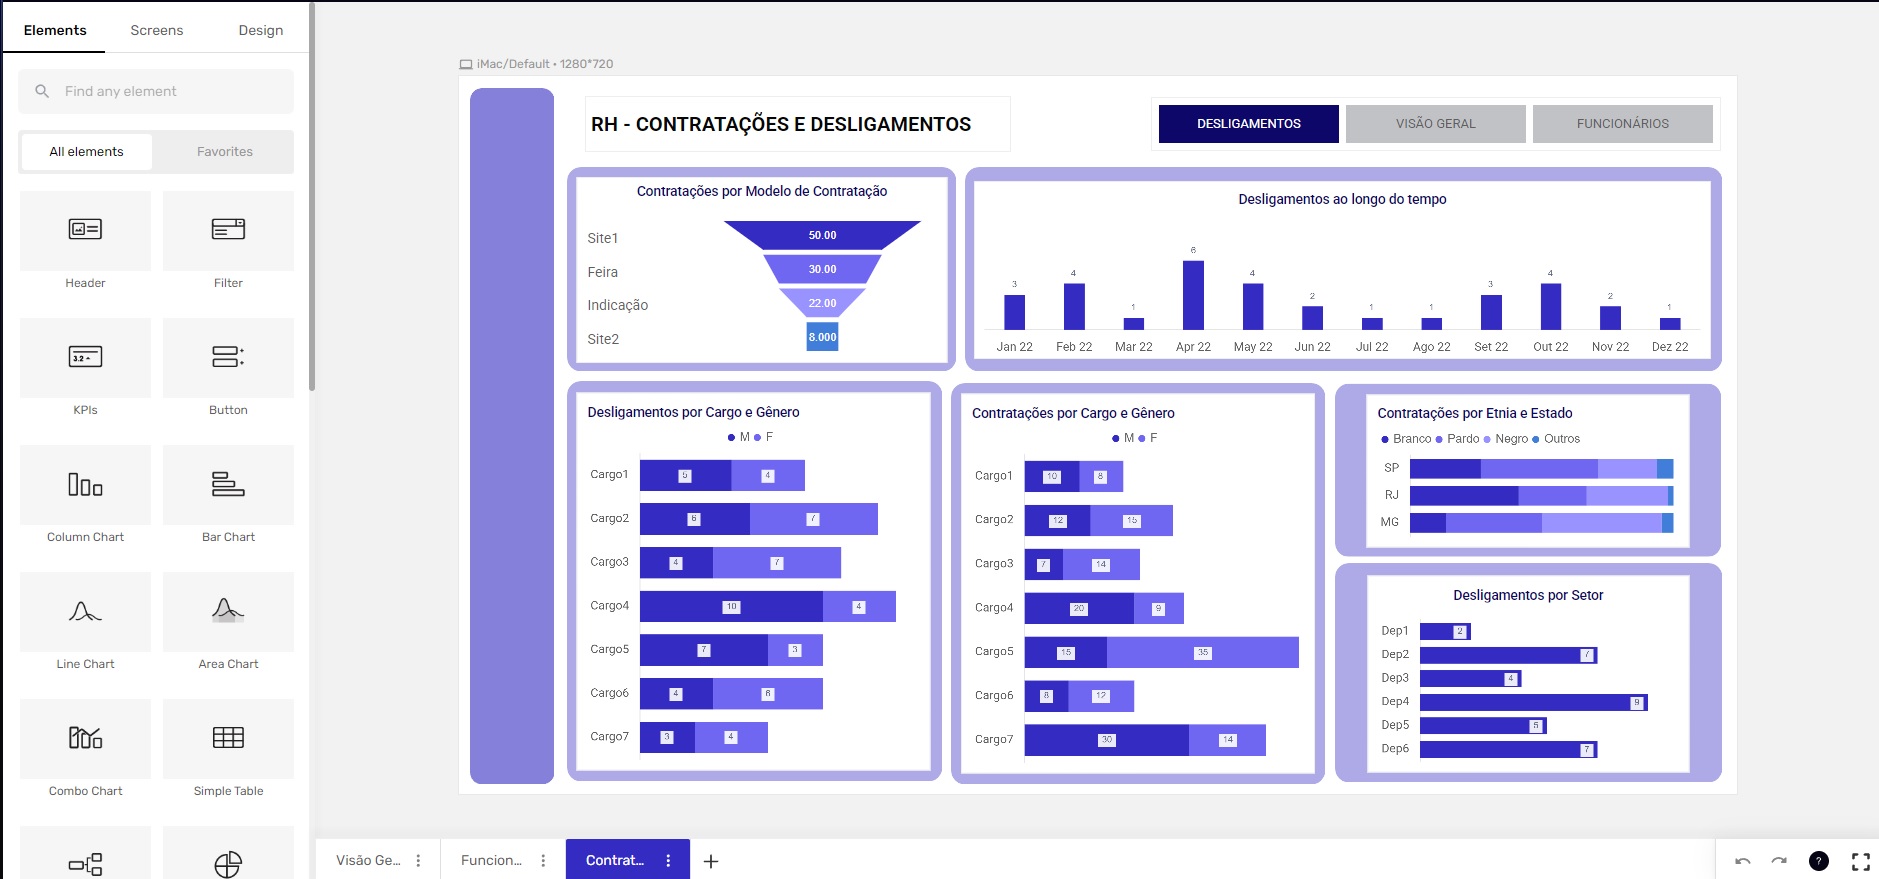 Elements Screens Design
Find any element
All elements Favorites
Header Filter
3.2
KPIs Button
Column Chart Bar Chart
Line Chart Area Chart
Combo Chart Simple Table
iMac/Default • 1280*720
RH - CONTRATAÇÕES E DESLIGAMENTOS
DESLIGAMENTOS VISÃO GERAL FUNCIONÁRIOS
Contratações por Modelo de Contratação
Site1 50.00
Feira 30.00
Indicação 22.00
Site2 8.000
Desligamentos ao longo do tempo
3 4 1 6 4 2 1 1 3 4 2 1
Jan 22 Feb 22 Mar 22 Apr 22 May 22 Jun 22 Jul 22 Ago 22 Set 22 Out 22 Nov 22 Dez 22
Desligamentos por Cargo e Gênero
M F
Cargo1 5 4
Cargo2 6 7
Cargo3 4 7
Cargo4 10 4
Cargo5 7 3
Cargo6 4 6
Cargo7 3 4
Contratações por Cargo e Gênero
M F
Cargo1 10 8
Cargo2 12 15
Cargo3 7 14
Cargo4 20 9
Cargo5 15 35
Cargo6 8 12
Cargo7 30 14
Contratações por Etnia e Estado
Branco Pardo Negro Outros
SP
RJ
MG
Desligamentos por Setor
Dep1 2
Dep2 7
Dep3 4
Dep4 9
Dep5 5
Dep6 7
Visão Ge... Funcion... Contrat... +
?